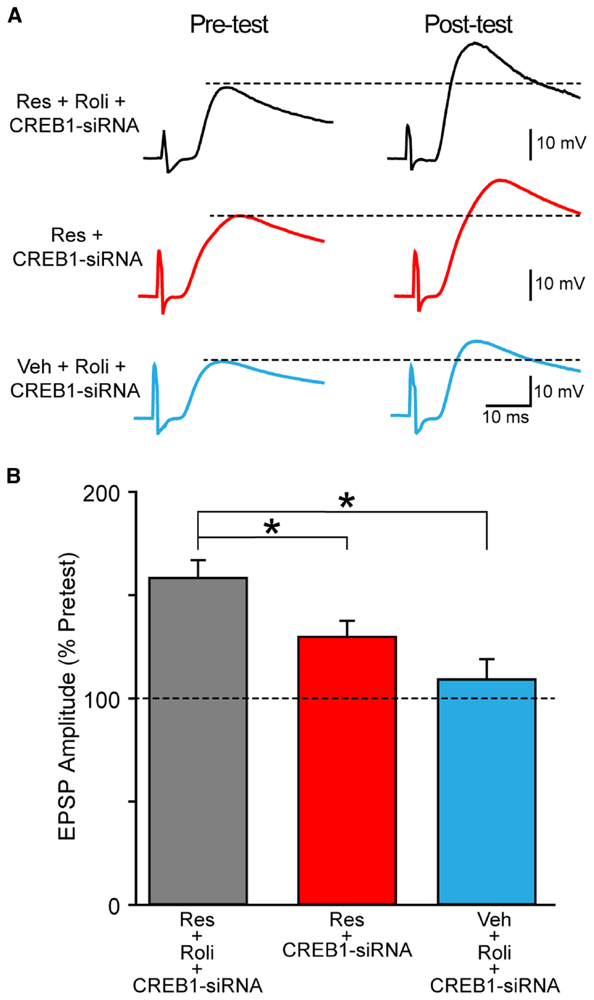 A
Pre-test
Post-test
Res + Roli +
CREB1-siRNA
10 mV
Res +
CREB1-siRNA
10 mV
Veh + Roli +
CREB1-siRNA
10 mV
10 ms
B
EPSP Amplitude (% Pretest)
200
100
0
*
*
Res
+
Roli
+
CREB1-siRNA
Res
+
CREB1-siRNA
Veh
+
Roli
+
CREB1-siRNA